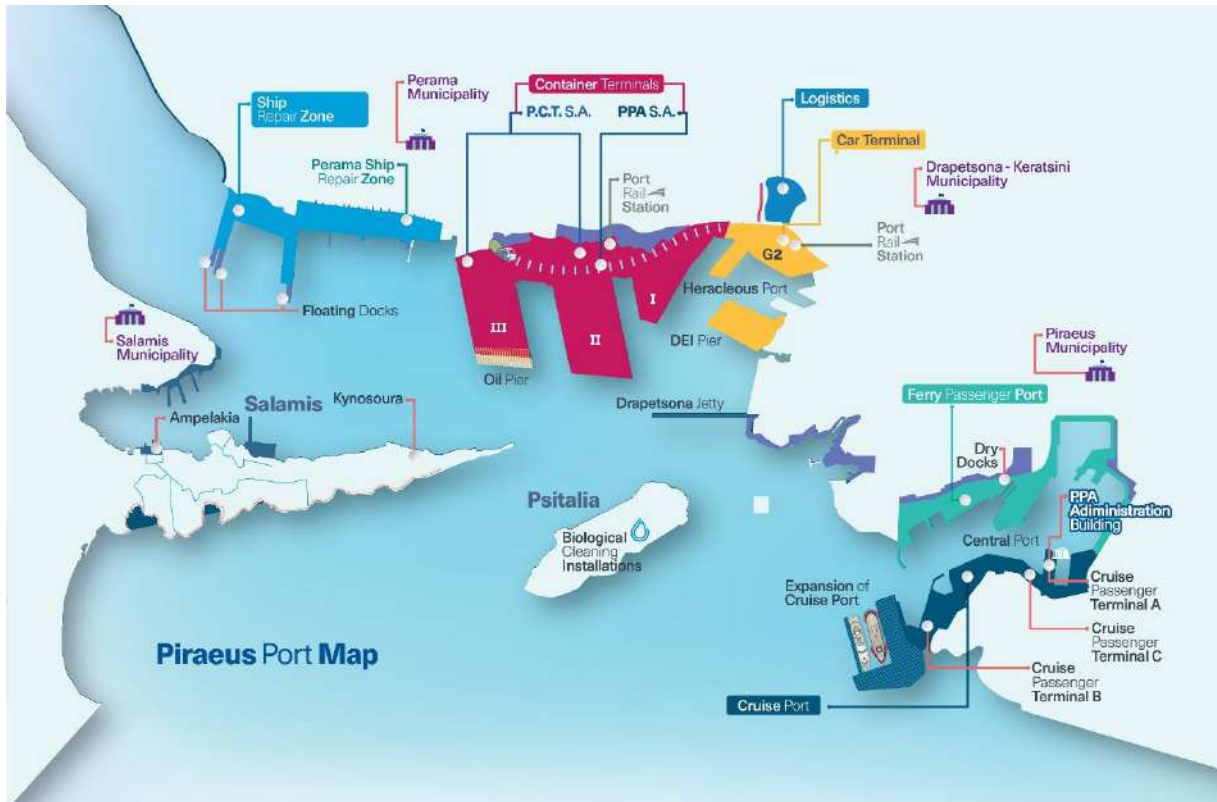 Perama
Municipality
Container Terminals
Ship
Repair Zone
P.C.T. S.A.
PPA S.A.
Logistics
Car Terminal
Perama Ship
Repair Zone
Port
Rail
Station
Drapetsona - Keratsini
Municipality
Port
Rail
Station
G2
Heracleous Port
I
II
III
Floating Docks
Salamis
Municipality
DEI Pier
Piraeus
Municipality
Oil Pier
Ferry Passenger Port
Kynosoura
Drapetsona Jetty
Salamis
Ampelakia
Dry
Docks
Psitalia
PPA
Adiministration
Building
Biological
Cleaning
Installations
Central Port
Expansion of
Cruise Port
Cruise
Passenger
Terminal A
Cruise
Passenger
Terminal C
Cruise
Passenger
Terminal B
Piraeus Port Map
Cruise Port